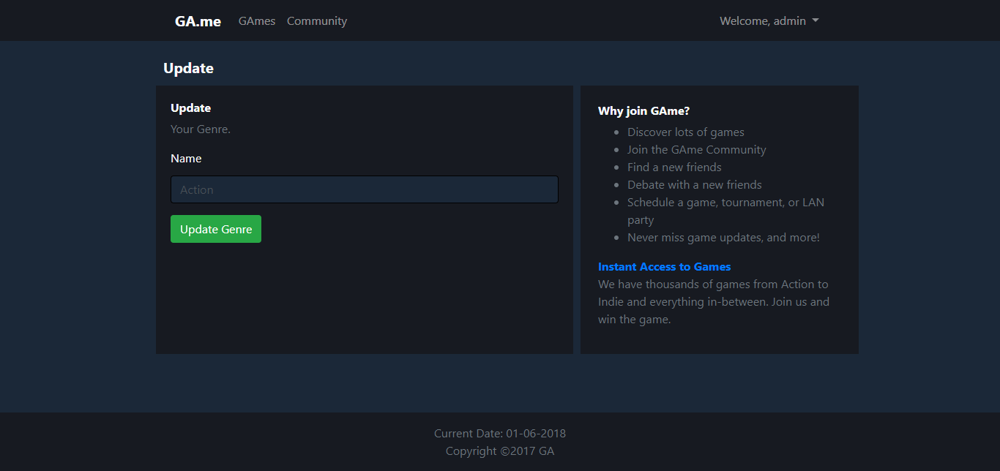 GA.me GAmes Community Welcome, admin
Update
Update
Your Genre.
Name
Action
Update Genre
Why join GAme?
Discover lots of games
Join the GAme Community
Find a new friends
Debate with a new friends
Schedule a game, tournament, or LAN
party
Never miss game updates, and more!
Instant Access to Games
We have thousands of games from Action to
Indie and everything in-between. Join us and
win the game.
Current Date: 01-06-2018
Copyright ©2017 GA